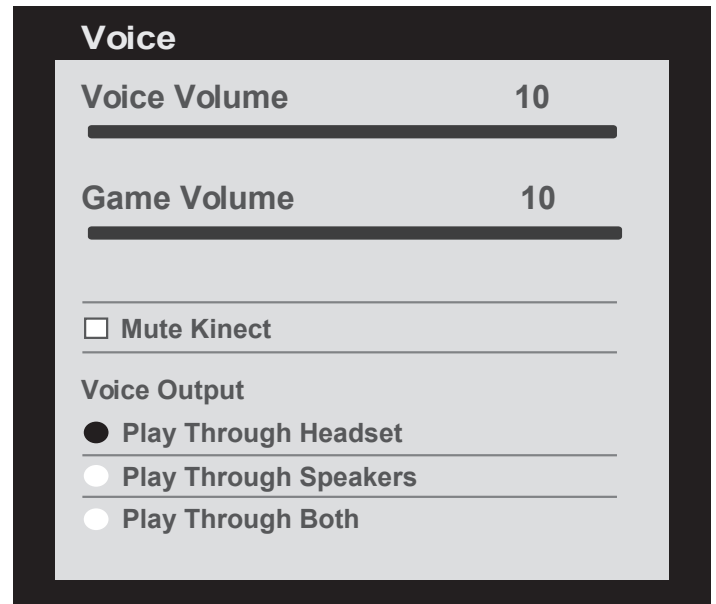 Voice
Voice Volume 10
Game Volume 10
Mute Kinect
Voice Output
Play Through Headset
Play Through Speakers
Play Through Both